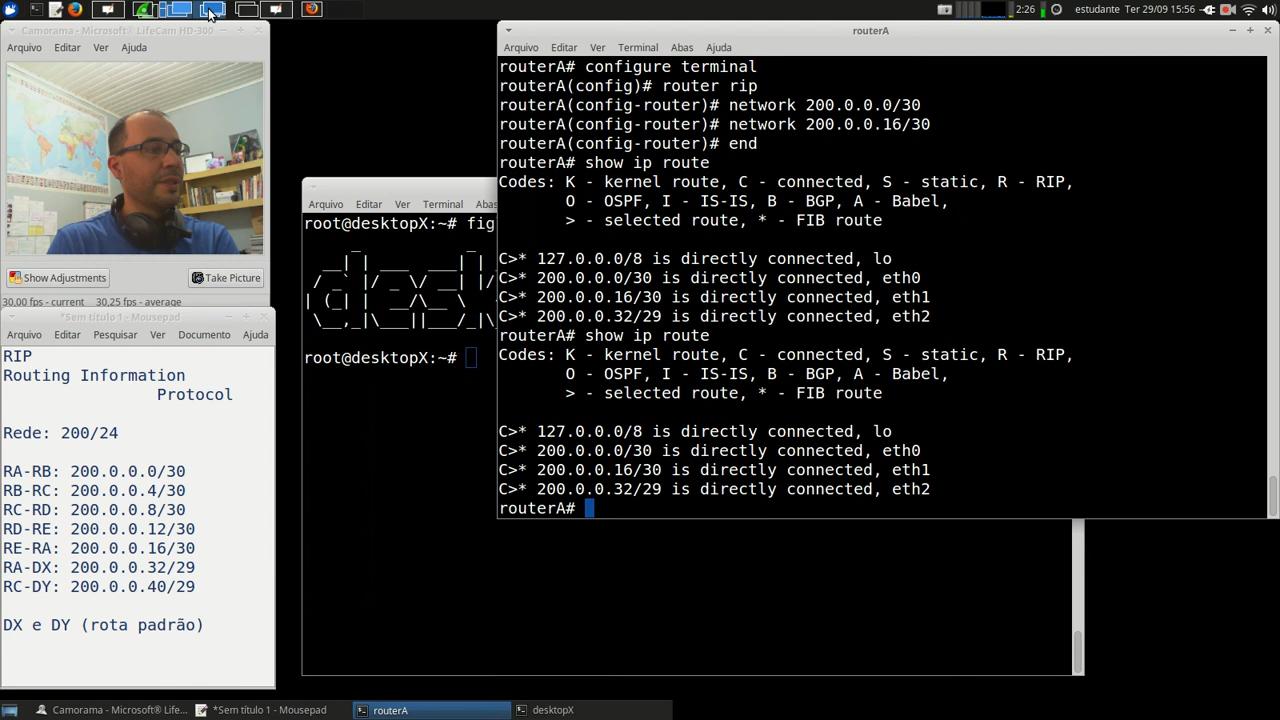 2:26
estudante
Ter 29/09 15:56
Camorama - Microsoft® LifeCam HD-300
Arquivo Editar Ver Ajuda
Show Adjustments
Take Picture
30,00 fps - current 30,25 fps - average
*Sem título 1 - Mousepad
Arquivo Editar Pesquisar Ver Documento Ajuda
RIP
Routing Information
Protocol
Rede: 200/24
RA-RB: 200.0.0.0/30
RB-RC: 200.0.0.4/30
RC-RD: 200.0.0.8/30
RD-RE: 200.0.0.12/30
RE-RA: 200.0.0.16/30
RA-DX: 200.0.0.32/29
RC-DY: 200.0.0.40/29
DX e DY (rota padrão)
Arquivo Editar Ver Terminal Abas
root@desktopX:~# fig
desk
root@desktopX:~#
routerA
Arquivo Editar Ver Terminal Abas Ajuda
routerA# configure terminal
routerA(config)# router rip
routerA(config-router)# network 200.0.0.0/30
routerA(config-router)# network 200.0.0.16/30
routerA(config-router)# end
routerA# show ip route
Codes: K - kernel route, C - connected, S - static, R - RIP,
O - OSPF, I - IS-IS, B - BGP, A - Babel,
> - selected route, * - FIB route
C>* 127.0.0.0/8 is directly connected, lo
C>* 200.0.0.0/30 is directly connected, eth0
C>* 200.0.0.16/30 is directly connected, eth1
C>* 200.0.0.32/29 is directly connected, eth2
routerA# show ip route
Codes: K - kernel route, C - connected, S - static, R - RIP,
O - OSPF, I - IS-IS, B - BGP, A - Babel,
> - selected route, * - FIB route
C>* 127.0.0.0/8 is directly connected, lo
C>* 200.0.0.0/30 is directly connected, eth0
C>* 200.0.0.16/30 is directly connected, eth1
C>* 200.0.0.32/29 is directly connected, eth2
routerA#
Camorama - Microsoft® LifeC...
*Sem título 1 - Mousepad
routerA
desktopX